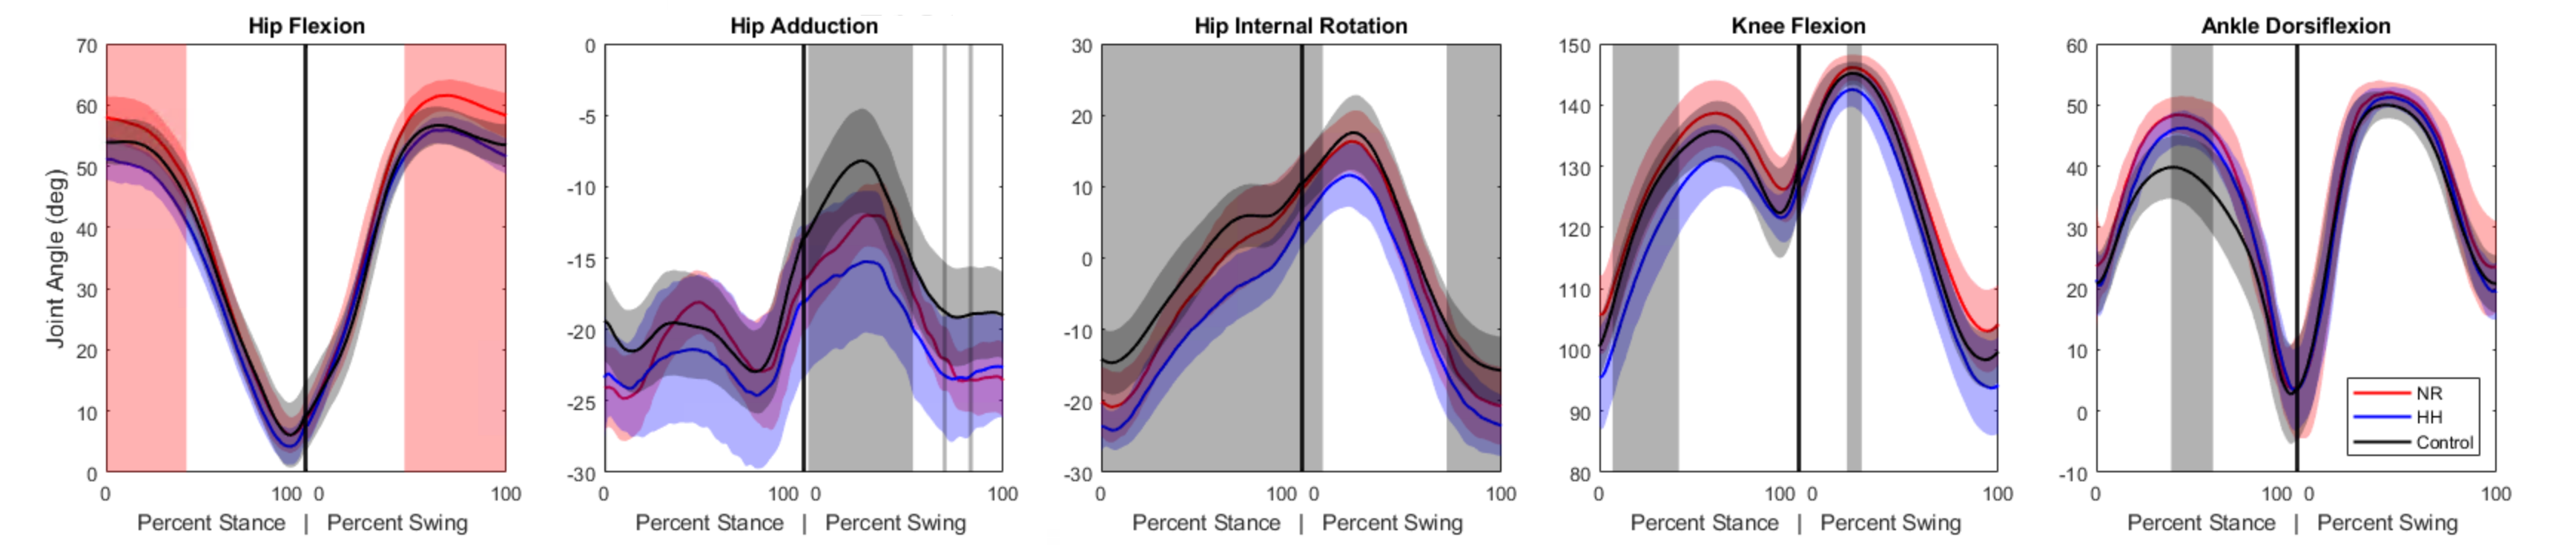 Hip Flexion
Hip Adduction
Hip Internal Rotation
Knee Flexion
Ankle Dorsiflexion
Joint Angle (deg)
70
60
50
40
30
20
10
0
0 100 0 100
Percent Stance | Percent Swing
0
-5
-10
-15
-20
-25
-30
0 100 0 100
Percent Stance | Percent Swing
30
20
10
0
-10
-20
-30
0 100 0 100
Percent Stance | Percent Swing
150
140
130
120
110
100
90
80
0 100 0 100
Percent Stance | Percent Swing
60
50
40
30
20
10
0
-10
NR
HH
Control
0 100 0 100
Percent Stance | Percent Swing